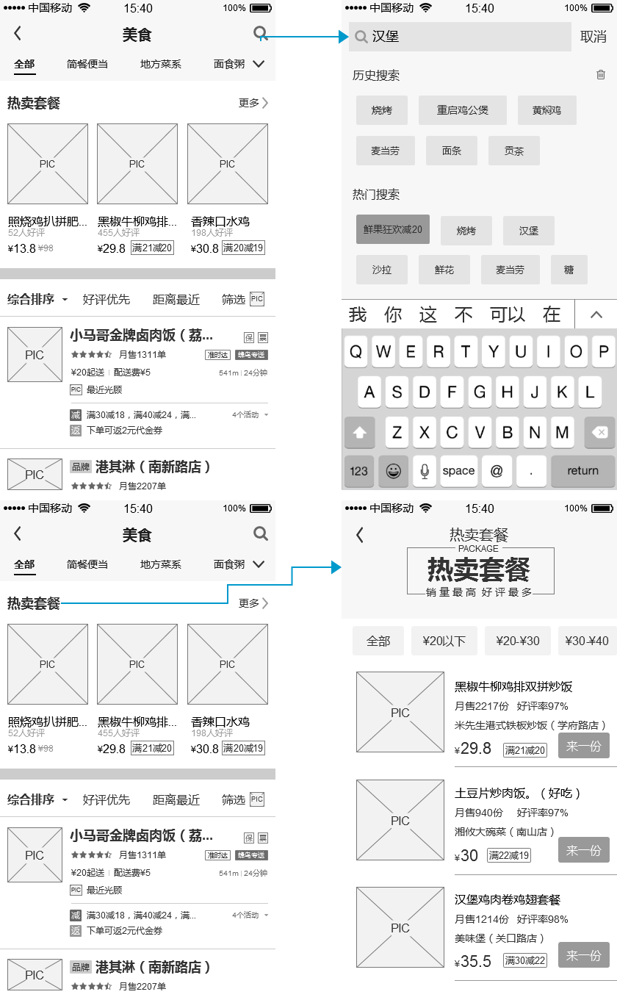 中国移动 15:40 100%
美食
全部 简餐便当 地方菜系 面食粥
热卖套餐 更多
PIC PIC PIC
照烧鸡扒拼肥... 黑椒牛柳鸡排... 香辣口水鸡
52人好评 455人好评 198人好评
¥13.8 ¥98 ¥29.8 满21减20 ¥30.8 满20减19
综合排序 好评优先 距离最近 筛选 PIC
PIC 小马哥金牌卤肉饭（荔... 保 票
月售1311单 准时达 蜂鸟专送
¥20起送 配送费¥5 541m 24分钟
PIC 最近光顾
减 满30减18，满40减24，满... 4个活动
返 下单可返2元代金券
PIC 品牌 港其淋（南新路店）
月售2207单
中国移动 15:40 100%
汉堡 取消
历史搜索
烧烤 重启鸡公煲 黄焖鸡
麦当劳 面条 贡茶
热门搜索
鲜果狂欢减20 烧烤 汉堡
沙拉 鲜花 麦当劳 糖
我 你 这 不 可以 在
Q W E R T Y U I O P
A S D F G H J K L
Z X C V B N M
123 space @ . return
中国移动 15:40 100%
美食
全部 简餐便当 地方菜系 面食粥
热卖套餐 更多
PIC PIC PIC
照烧鸡扒拼肥... 黑椒牛柳鸡排... 香辣口水鸡
52人好评 455人好评 198人好评
¥13.8 ¥98 ¥29.8 满21减20 ¥30.8 满20减19
综合排序 好评优先 距离最近 筛选 PIC
PIC 小马哥金牌卤肉饭（荔... 保 票
月售1311单 准时达 蜂鸟专送
¥20起送 配送费¥5 541m 24分钟
PIC 最近光顾
减 满30减18，满40减24，满... 4个活动
返 下单可返2元代金券
PIC 品牌 港其淋（南新路店）
月售2207单
中国移动 15:40 100%
热卖套餐
PACKAGE
热卖套餐
销量最高 好评最多
全部 ¥20以下 ¥20-¥30 ¥30-¥40
PIC 黑椒牛柳鸡排双拼炒饭
月售2217份 好评率97%
米先生港式铁板炒饭（学府路店）
¥29.8 满21减20 来一份
PIC 土豆片炒肉饭。（好吃）
月售940份 好评率97%
湘攸大碗菜（南山店）
¥30 满22减19 来一份
PIC 汉堡鸡肉卷鸡翅套餐
月售1214份 好评率98%
美味堡（关口路店）
¥35.5 满30减22 来一份